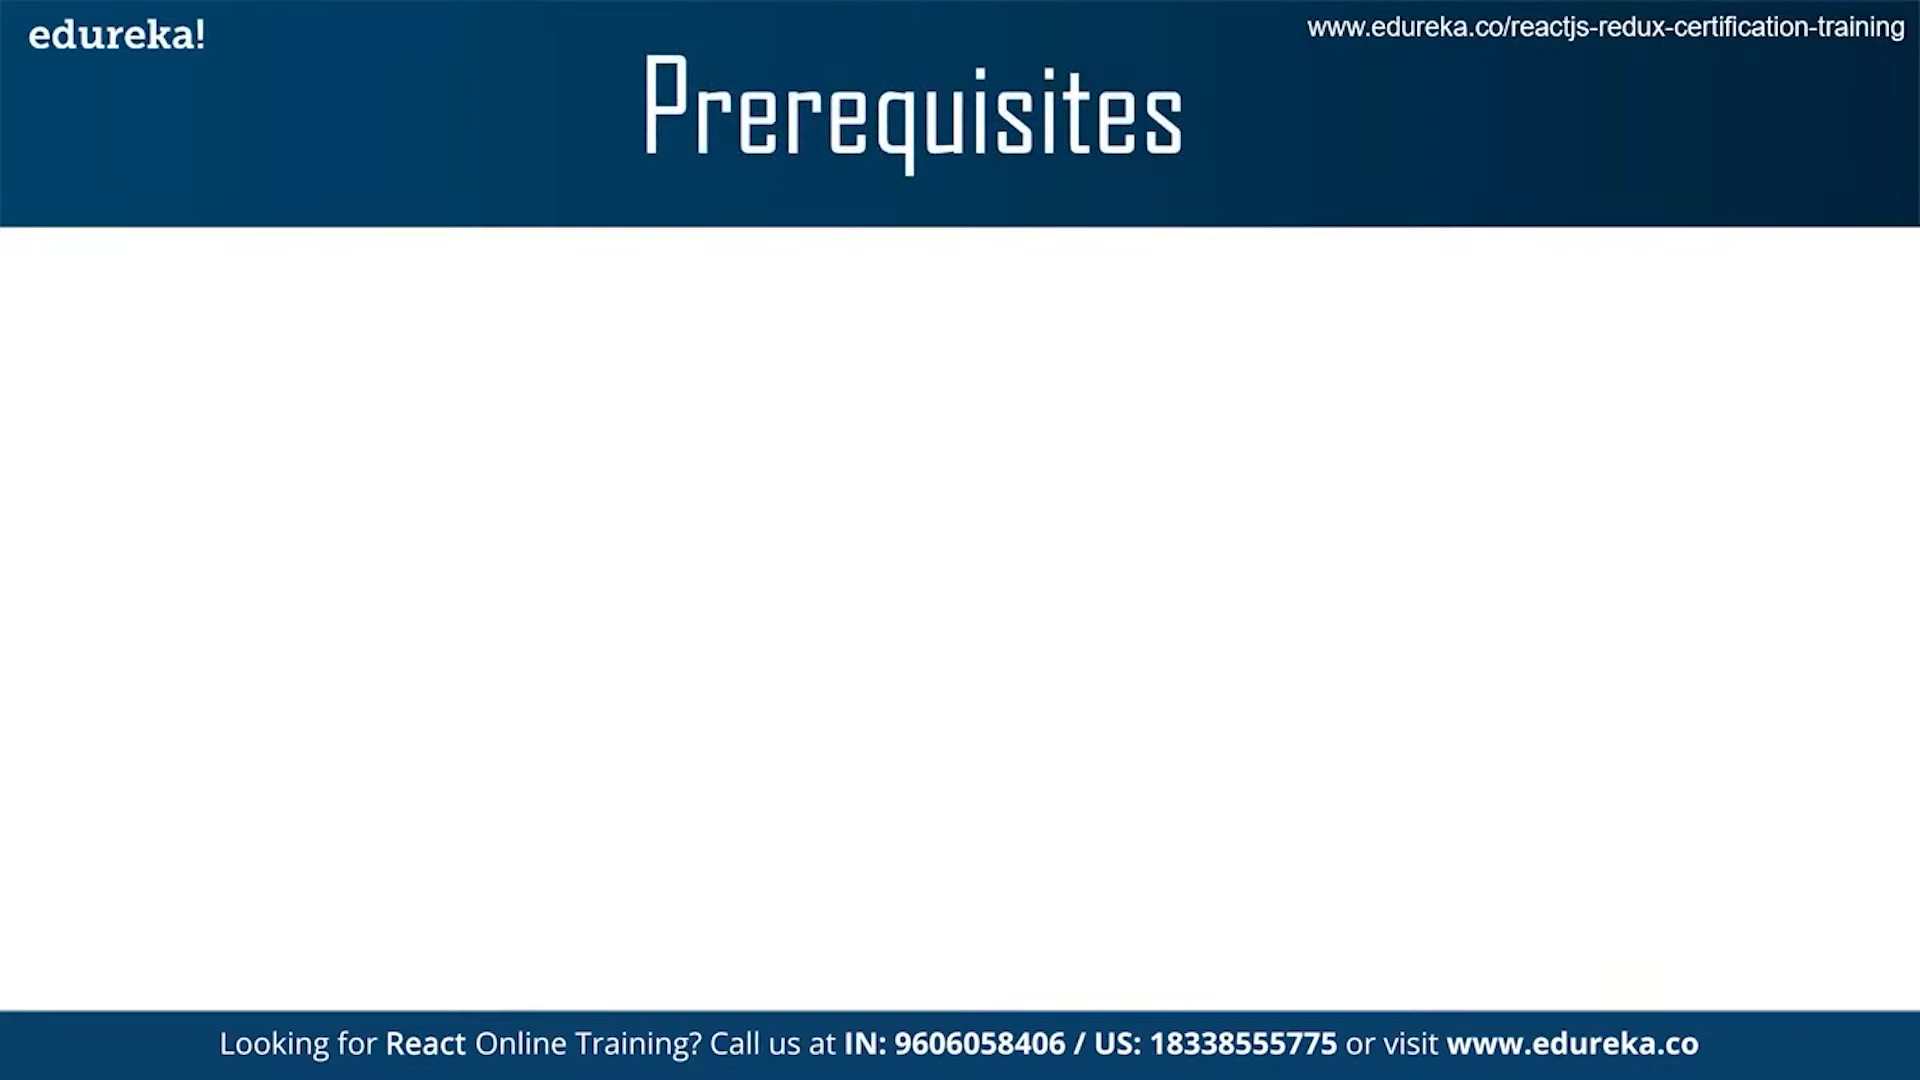 edureka!
www.edureka.co/reactjs-redux-certification-training
Prerequisites
Looking for React Online Training? Call us at IN: 9606058406 / US: 18338555775 or visit www.edureka.co